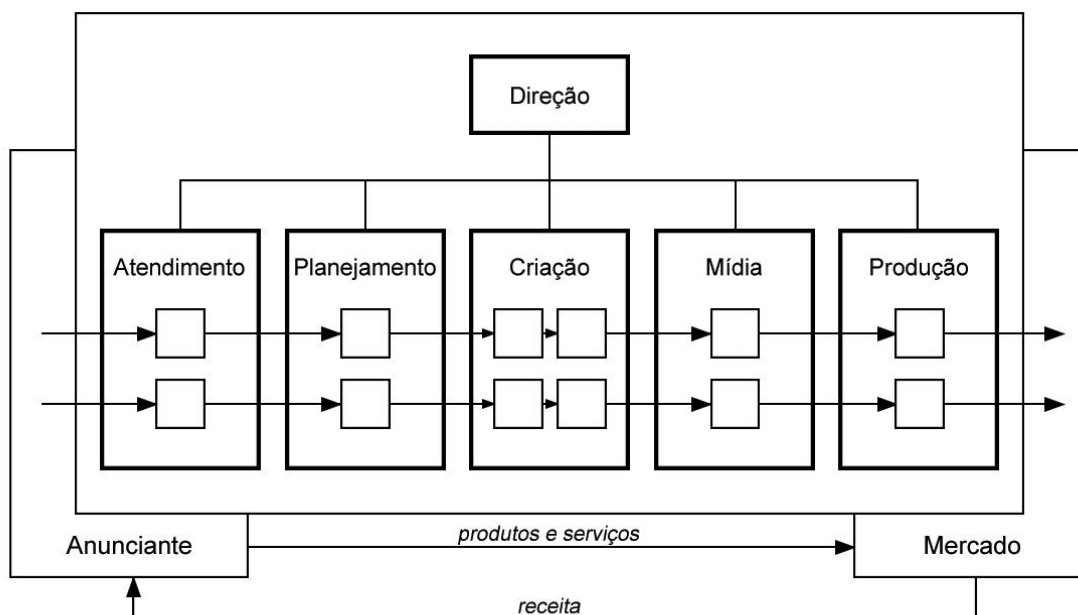 Direção
Atendimento
Planejamento
Criação
Mídia
Produção
Anunciante
produtos e serviços
Mercado
receita